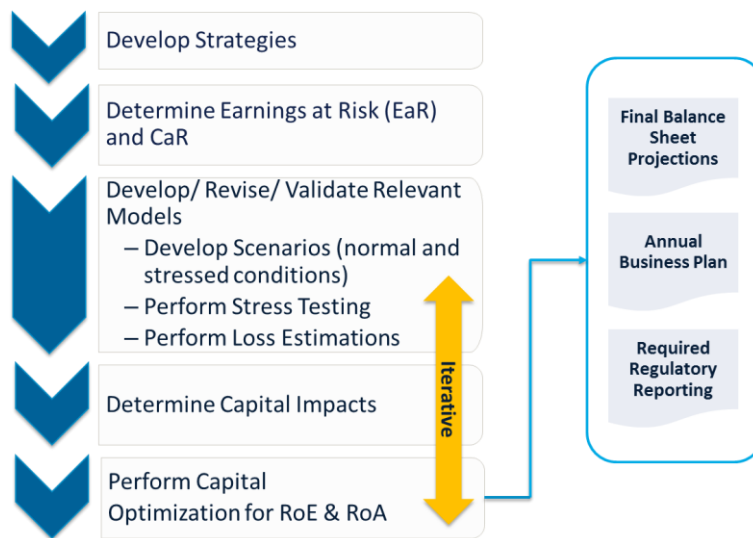 Develop Strategies
Determine Earnings at Risk (EaR)
and CaR
Develop/ Revise/ Validate Relevant
Models
– Develop Scenarios (normal and
stressed conditions)
– Perform Stress Testing
– Perform Loss Estimations
Determine Capital Impacts
Perform Capital
Optimization for RoE & RoA
Iterative
Final Balance
Sheet
Projections
Annual
Business Plan
Required
Regulatory
Reporting